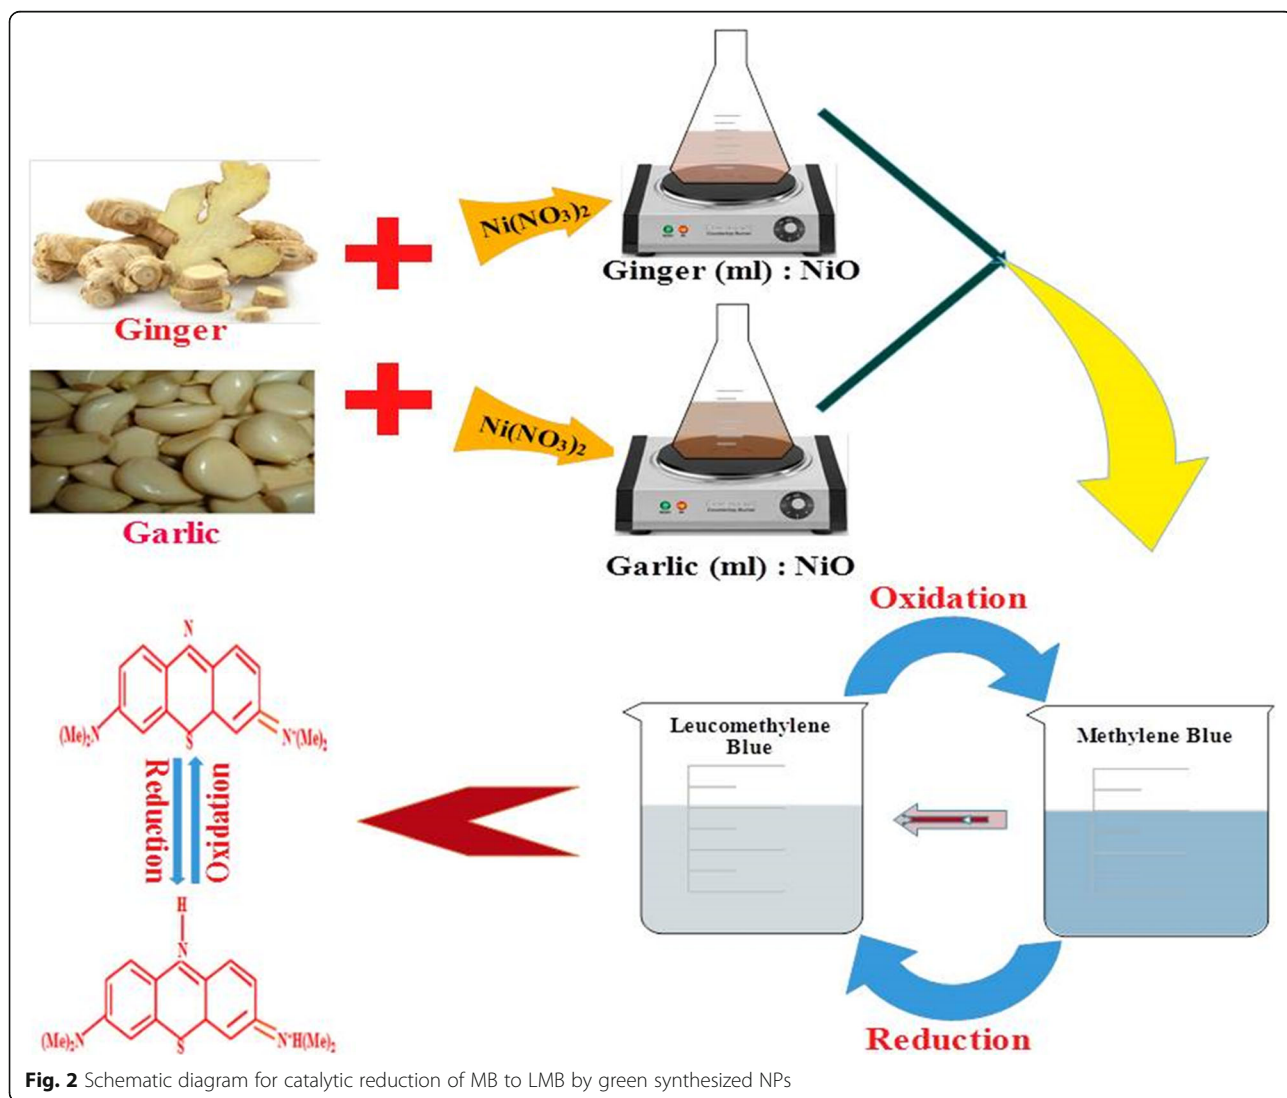 Ni(NO3)2
Ginger (ml) : NiO
Ginger
Ni(NO3)2
Garlic
Garlic (ml) : NiO
Oxidation
Leucomethylene
Blue
Methylene Blue
Reduction
N
(Me)2N
S
N+(Me)2
Reduction
Oxidation
H
N
(Me)2N
S
N+H(Me)2
Fig. 2 Schematic diagram for catalytic reduction of MB to LMB by green synthesized NPs